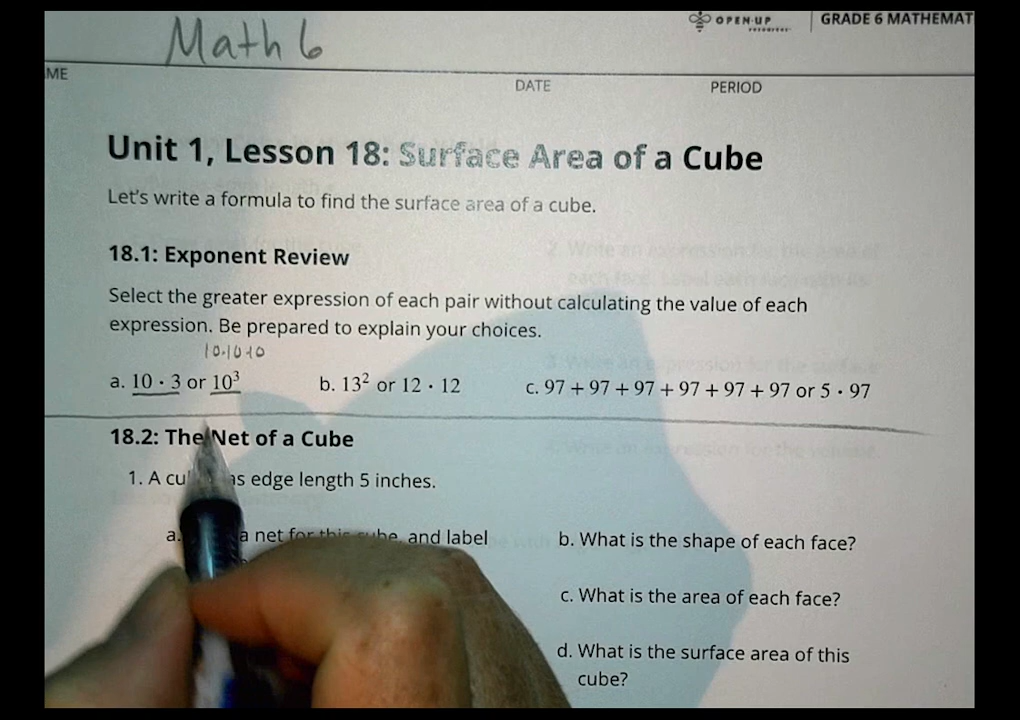 Math 6
OPEN-UP resources GRADE 6 MATHEMAT
ME DATE PERIOD
Unit 1, Lesson 18: Surface Area of a Cube
Let's write a formula to find the surface area of a cube.
18.1: Exponent Review
Select the greater expression of each pair without calculating the value of each
expression. Be prepared to explain your choices.
10·10·10
a. 10 · 3 or 10³ b. 13² or 12 · 12 c. 97 + 97 + 97 + 97 + 97 + 97 or 5 · 97
18.2: The Net of a Cube
1. A cu as edge length 5 inches.
a. a net for this cube, and label
b. What is the shape of each face?
c. What is the area of each face?
d. What is the surface area of this
cube?